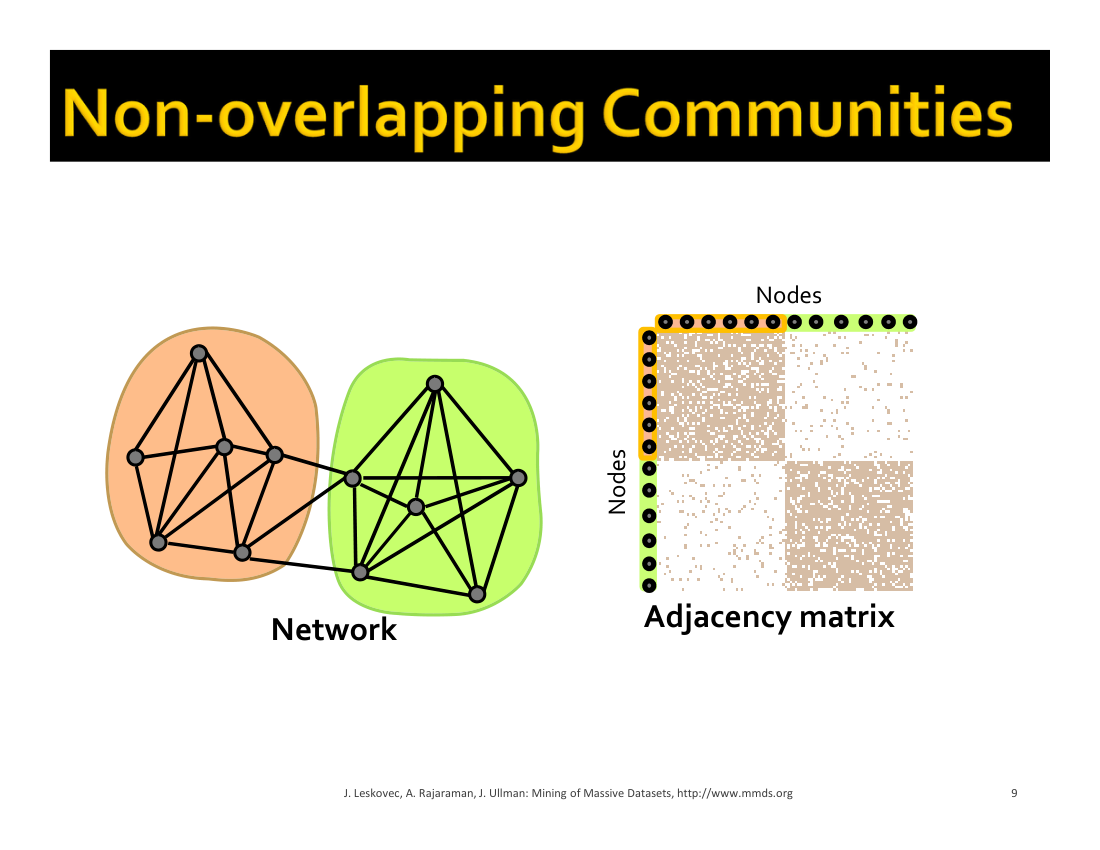 Non-overlapping Communities
Nodes
Nodes
Network
Adjacency matrix
J. Leskovec, A. Rajaraman, J. Ullman: Mining of Massive Datasets, http://www.mmds.org
9